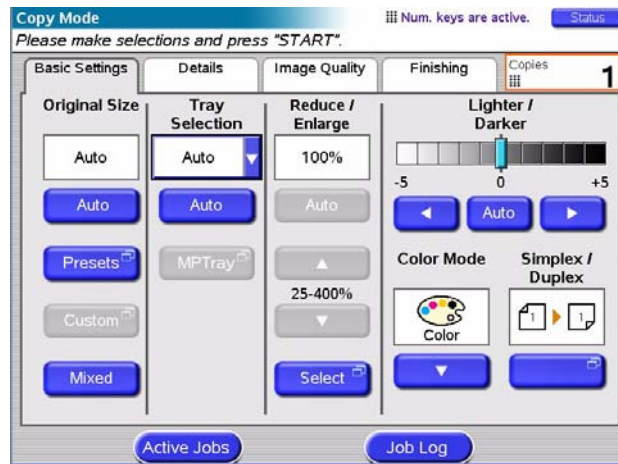 Copy Mode
Num. keys are active.
Status
Please make selections and press "START".
Basic Settings
Details
Image Quality
Finishing
Copies
1
Original Size
Auto
Auto
Presets
Custom
Mixed
Tray
Selection
Auto
Auto
MPTray
Reduce /
Enlarge
100%
Auto
25-400%
Select
Lighter /
Darker
-5
0
+5
Auto
Color Mode
Color
Simplex /
Duplex
1
1
Active Jobs
Job Log